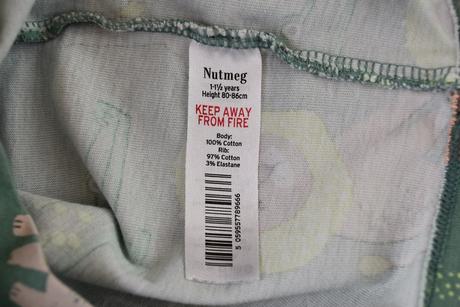 Nutmeg
1-1½ years
Height 80-86cm
KEEP AWAY
FROM FIRE
Body:
100% Cotton
Rib:
97% Cotton
3% Elastane
5 059557789666